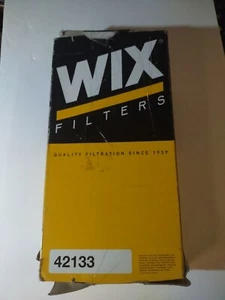 WIX®
FILTERS
QUALITY FILTRATION SINCE 1939
42133